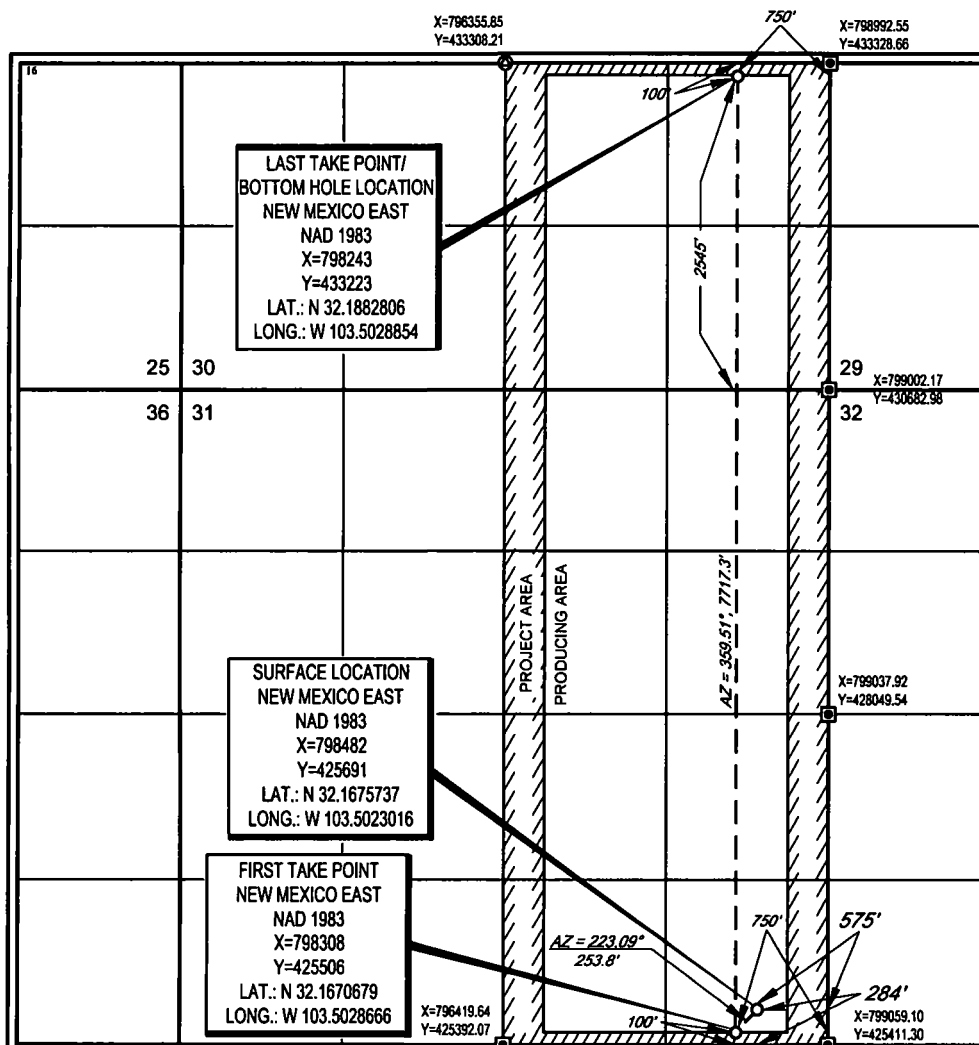 X=796355.85
Y=433308.21
750'
X=798992.55
Y=433328.66
16
100'
LAST TAKE POINT/
BOTTOM HOLE LOCATION
NEW MEXICO EAST
NAD 1983
X=798243
Y=433223
LAT.: N 32.1882806
LONG.: W 103.5028854
2545'
25 30
29
X=799002.17
Y=430682.98
36 31
32
PROJECT AREA
PRODUCING AREA
AZ = 359.51°, 7717.3'
X=799037.92
Y=428049.54
SURFACE LOCATION
NEW MEXICO EAST
NAD 1983
X=798482
Y=425691
LAT.: N 32.1675737
LONG.: W 103.5023016
FIRST TAKE POINT
NEW MEXICO EAST
NAD 1983
X=798308
Y=425506
LAT.: N 32.1670679
LONG.: W 103.5028666
AZ = 223.09°
253.8'
750'
575'
284'
X=796419.64
Y=425392.07
100'
X=799059.10
Y=425411.30